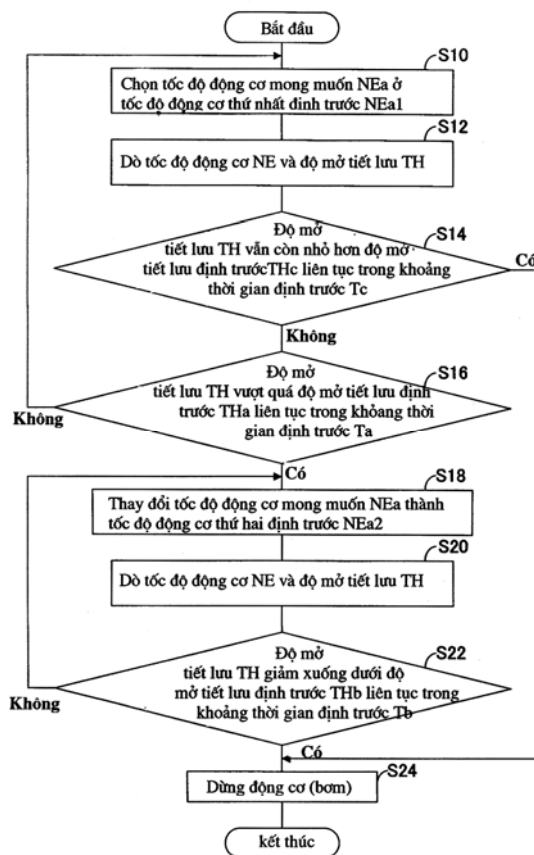 Bắt đầu
S10
Chọn tốc độ động cơ mong muốn NEa ở
tốc độ động cơ thứ nhất đinh trước NEa1
S12
Dò tốc độ động cơ NE và độ mở tiết lưu TH
Độ mở
S14
tiết lưu TH vẫn còn nhỏ hơn độ mở
tiết lưu định trướcTHc liên tục trong khoảng
thời gian định trước Tc
Có
Không
Độ mở
S16
tiết lưu TH vượt quá độ mở tiết lưu định
trước THa liên tục trong khỏang thời
gian định trước Ta
Không
Có
S18
Thay đổi tốc độ động cơ mong muốn NEa thành
tốc độ động cơ thứ hai định trước NEa2
S20
Dò tốc độ động cơ NE và độ mở tiết lưu TH
Độ mở
S22
tiết lưu TH giảm xuống dưới độ
mở tiết lưu định trước THb liên tục trong
khoảng thời gian định trước Tb
Không
Có
S24
Dừng động cơ (bơm)
kết thúc